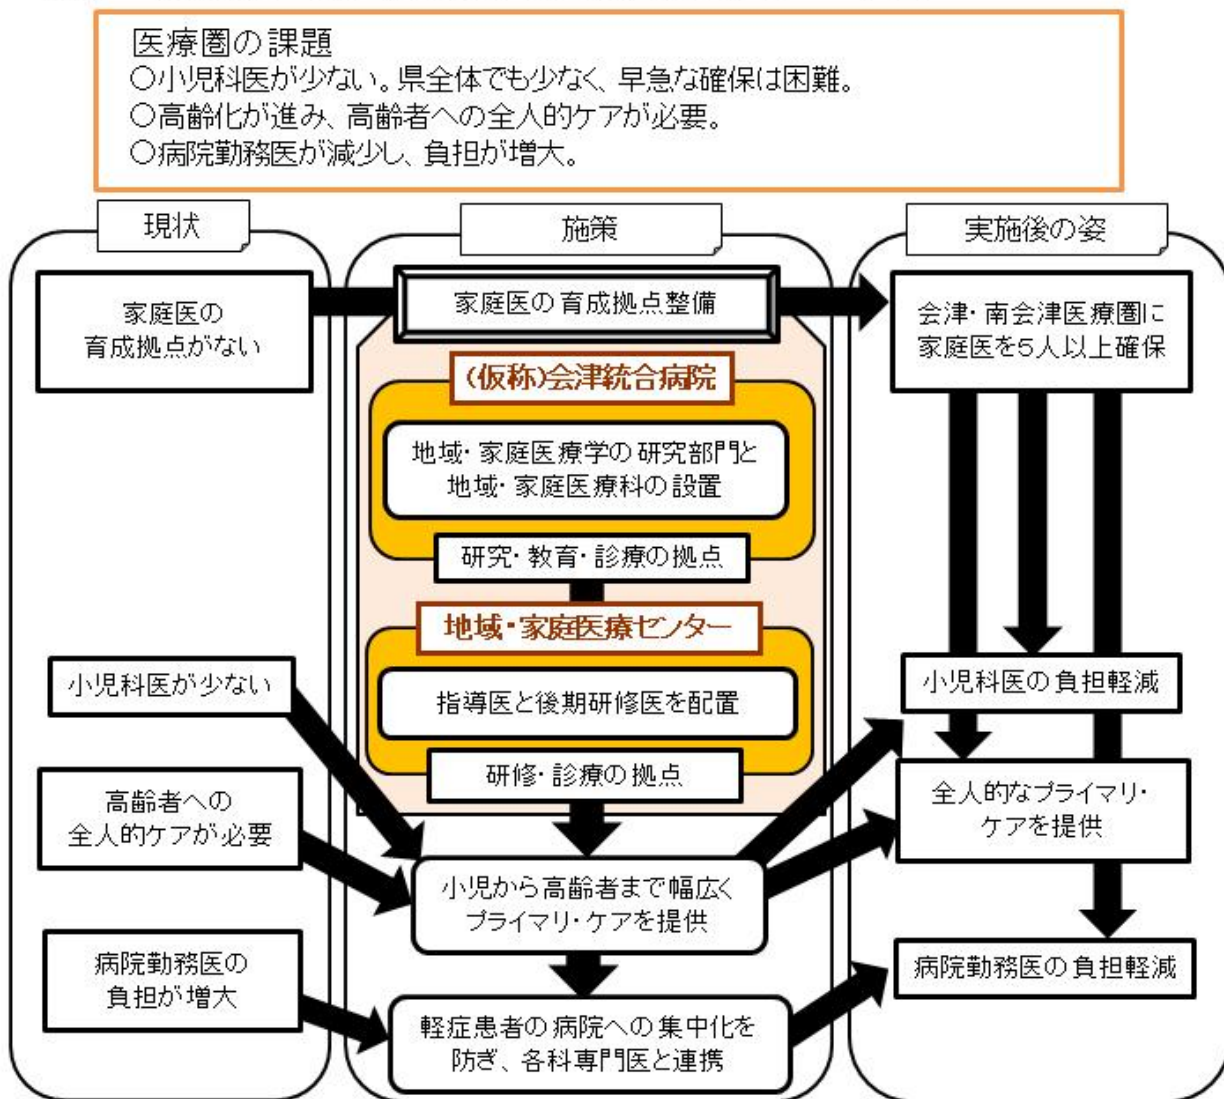 医療圏の課題
○小児科医が少ない。県全体でも少なく、早急な確保は困難。
○高齢化が進み、高齢者への全人的ケアが必要。
○病院勤務医が減少し、負担が増大。
現状
施策
実施後の姿
家庭医の
育成拠点がない
家庭医の育成拠点整備
会津・南会津医療圏に
家庭医を5人以上確保
(仮称)会津統合病院
地域・家庭医療学の研究部門と
地域・家庭医療科の設置
研究・教育・診療の拠点
地域・家庭医療センター
指導医と後期研修医を配置
研修・診療の拠点
小児科医が少ない
小児科医の負担軽減
高齢者への
全人的ケアが必要
全人的なプライマリ・
ケアを提供
小児から高齢者まで幅広く
プライマリ・ケアを提供
病院勤務医の
負担が増大
病院勤務医の負担軽減
軽症患者の病院への集中化を
防ぎ、各科専門医と連携